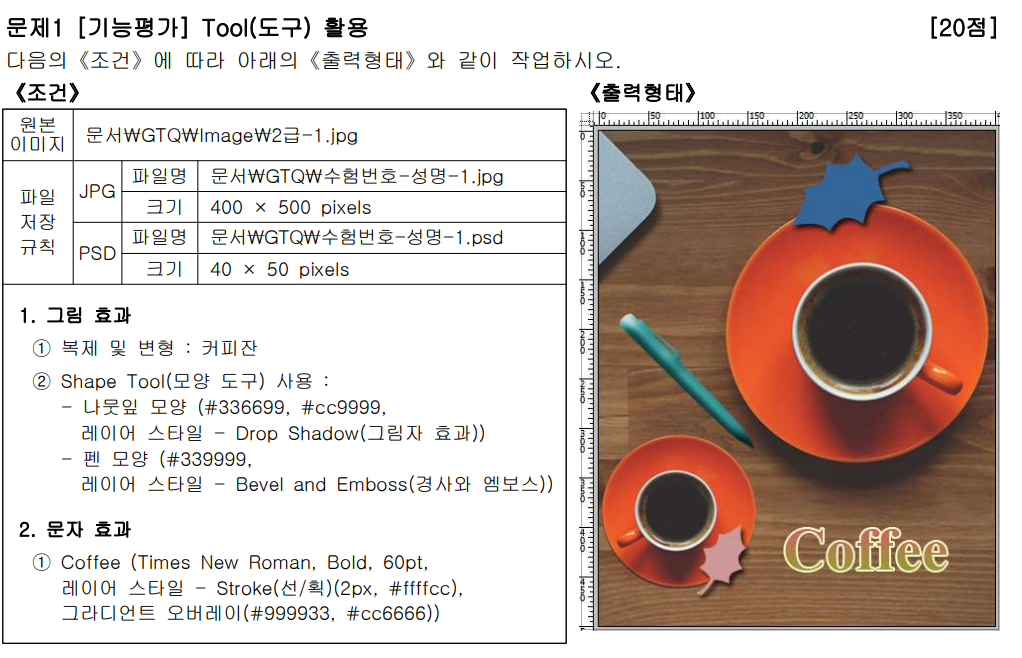 문제1 [기능평가] Tool(도구) 활용 [20점]
다음의 《조건》에 따라 아래의 《출력형태》와 같이 작업하시오.
《조건》 《출력형태》
원본
이미지
문서₩GTQ₩Image₩2급-1.jpg
파일
저장
규칙
JPG
파일명 문서₩GTQ₩수험번호-성명-1.jpg
크기 400 × 500 pixels
PSD
파일명 문서₩GTQ₩수험번호-성명-1.psd
크기 40 × 50 pixels
1. 그림 효과
① 복제 및 변형 : 커피잔
② Shape Tool(모양 도구) 사용 :
- 나뭇잎 모양 (#336699, #cc9999,
레이어 스타일 - Drop Shadow(그림자 효과))
- 펜 모양 (#339999,
레이어 스타일 - Bevel and Emboss(경사와 엠보스))
2. 문자 효과
① Coffee (Times New Roman, Bold, 60pt,
레이어 스타일 - Stroke(선/획)(2px, #ffffcc),
그라디언트 오버레이(#999933, #cc6666))
0 50 100 150 200 250 300 350
0
50
100
150
200
250
300
350
400
450
Coffee